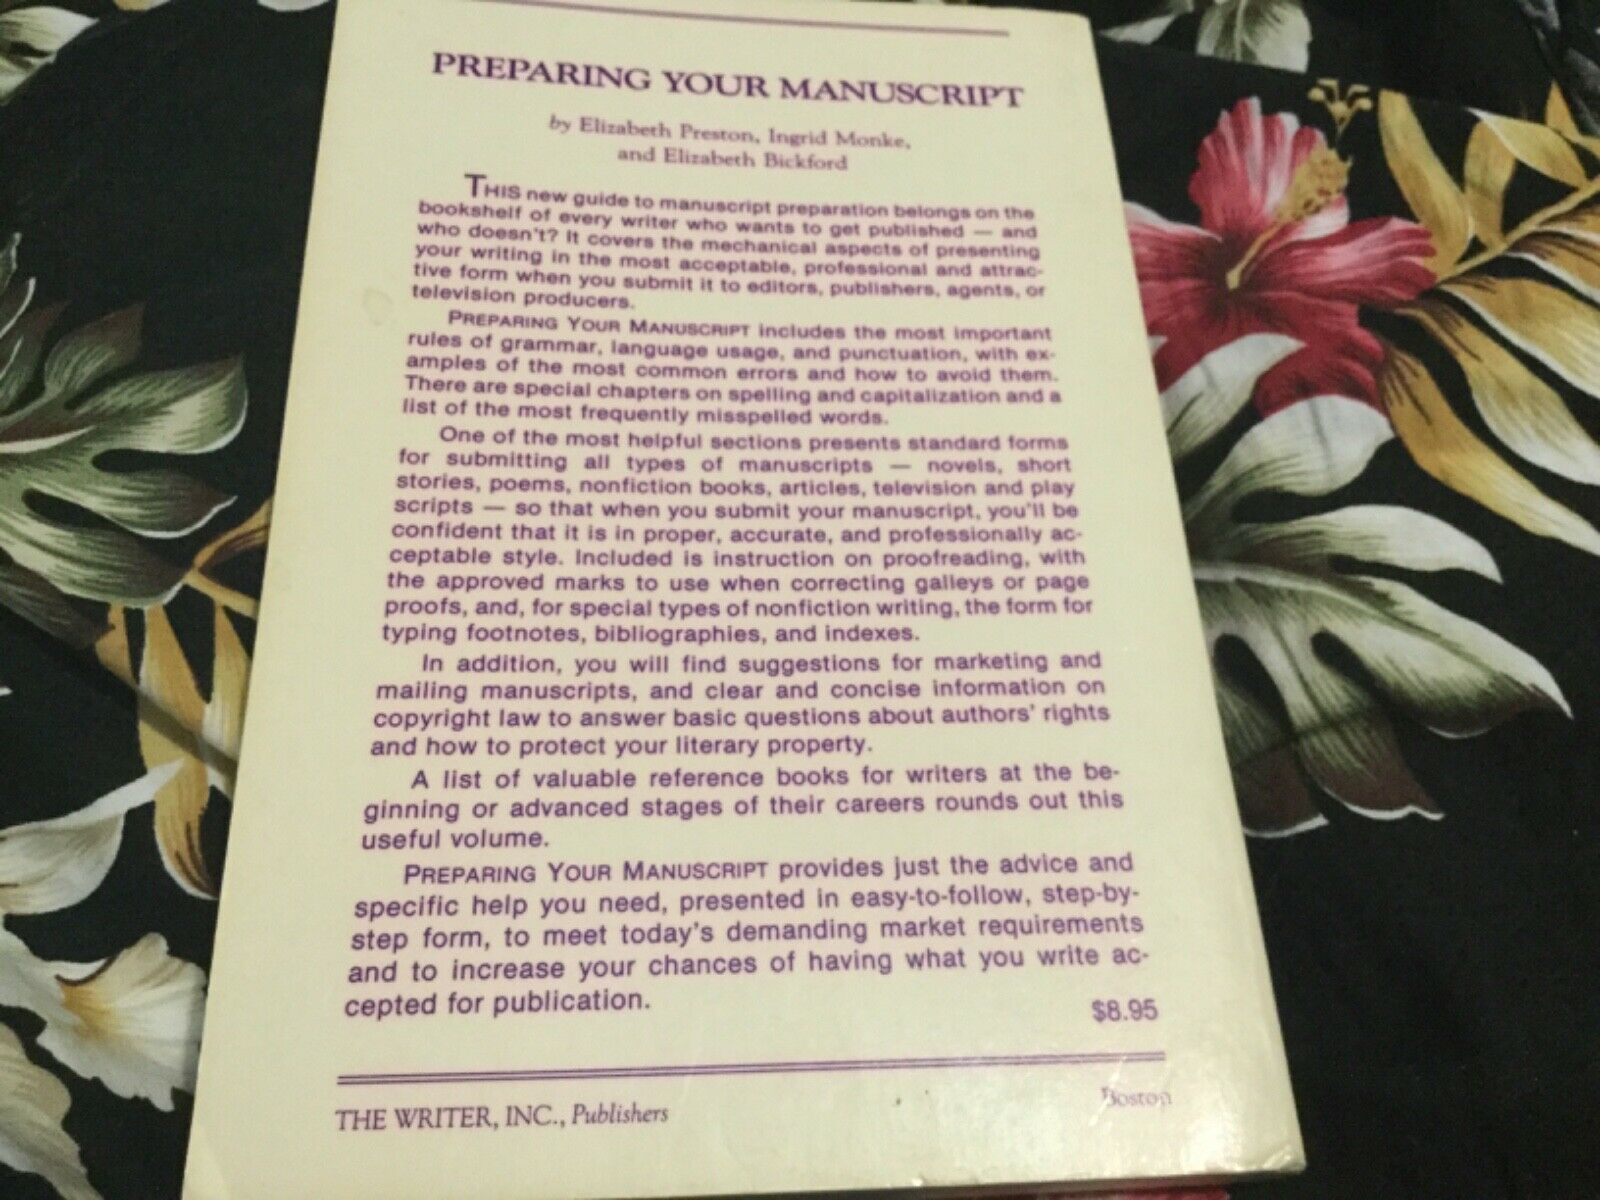 PREPARING YOUR MANUSCRIPT
by Elizabeth Preston, Ingrid Monke,
and Elizabeth Bickford
THIS new guide to manuscript preparation belongs on the
bookshelf of every writer who wants to get published — and
who doesn't? It covers the mechanical aspects of presenting
your writing in the most acceptable, professional and attrac-
tive form when you submit it to editors, publishers, agents, or
television producers.
PREPARING YOUR MANUSCRIPT includes the most important
rules of grammar, language usage, and punctuation, with ex-
amples of the most common errors and how to avoid them.
There are special chapters on spelling and capitalization and a
list of the most frequently misspelled words.
One of the most helpful sections presents standard forms
for submitting all types of manuscripts — novels, short
stories, poems, nonfiction books, articles, television and play
scripts — so that when you submit your manuscript, you'll be
confident that it is in proper, accurate, and professionally ac-
ceptable style. Included is instruction on proofreading, with
the approved marks to use when correcting galleys or page
proofs, and, for special types of nonfiction writing, the form for
typing footnotes, bibliographies, and indexes.
In addition, you will find suggestions for marketing and
mailing manuscripts, and clear and concise information on
copyright law to answer basic questions about authors' rights
and how to protect your literary property.
A list of valuable reference books for writers at the be-
ginning or advanced stages of their careers rounds out this
useful volume.
PREPARING YOUR MANUSCRIPT provides just the advice and
specific help you need, presented in easy-to-follow, step-by-
step form, to meet today's demanding market requirements
and to increase your chances of having what you write ac-
cepted for publication.
$8.95
THE WRITER, INC., Publishers
Boston